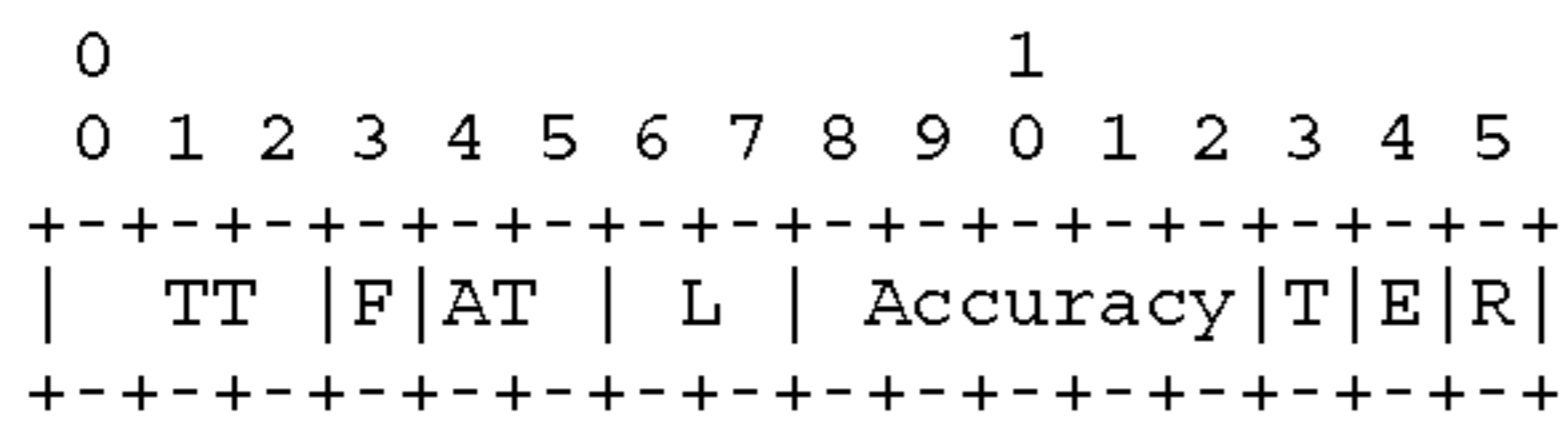 0                   1
 0 1 2 3 4 5 6 7 8 9 0 1 2 3 4 5
+-+-+-+-+-+-+-+-+-+-+-+-+-+-+-+-+
|  TT |F|AT | L | Accuracy|T|E|R|
+-+-+-+-+-+-+-+-+-+-+-+-+-+-+-+-+